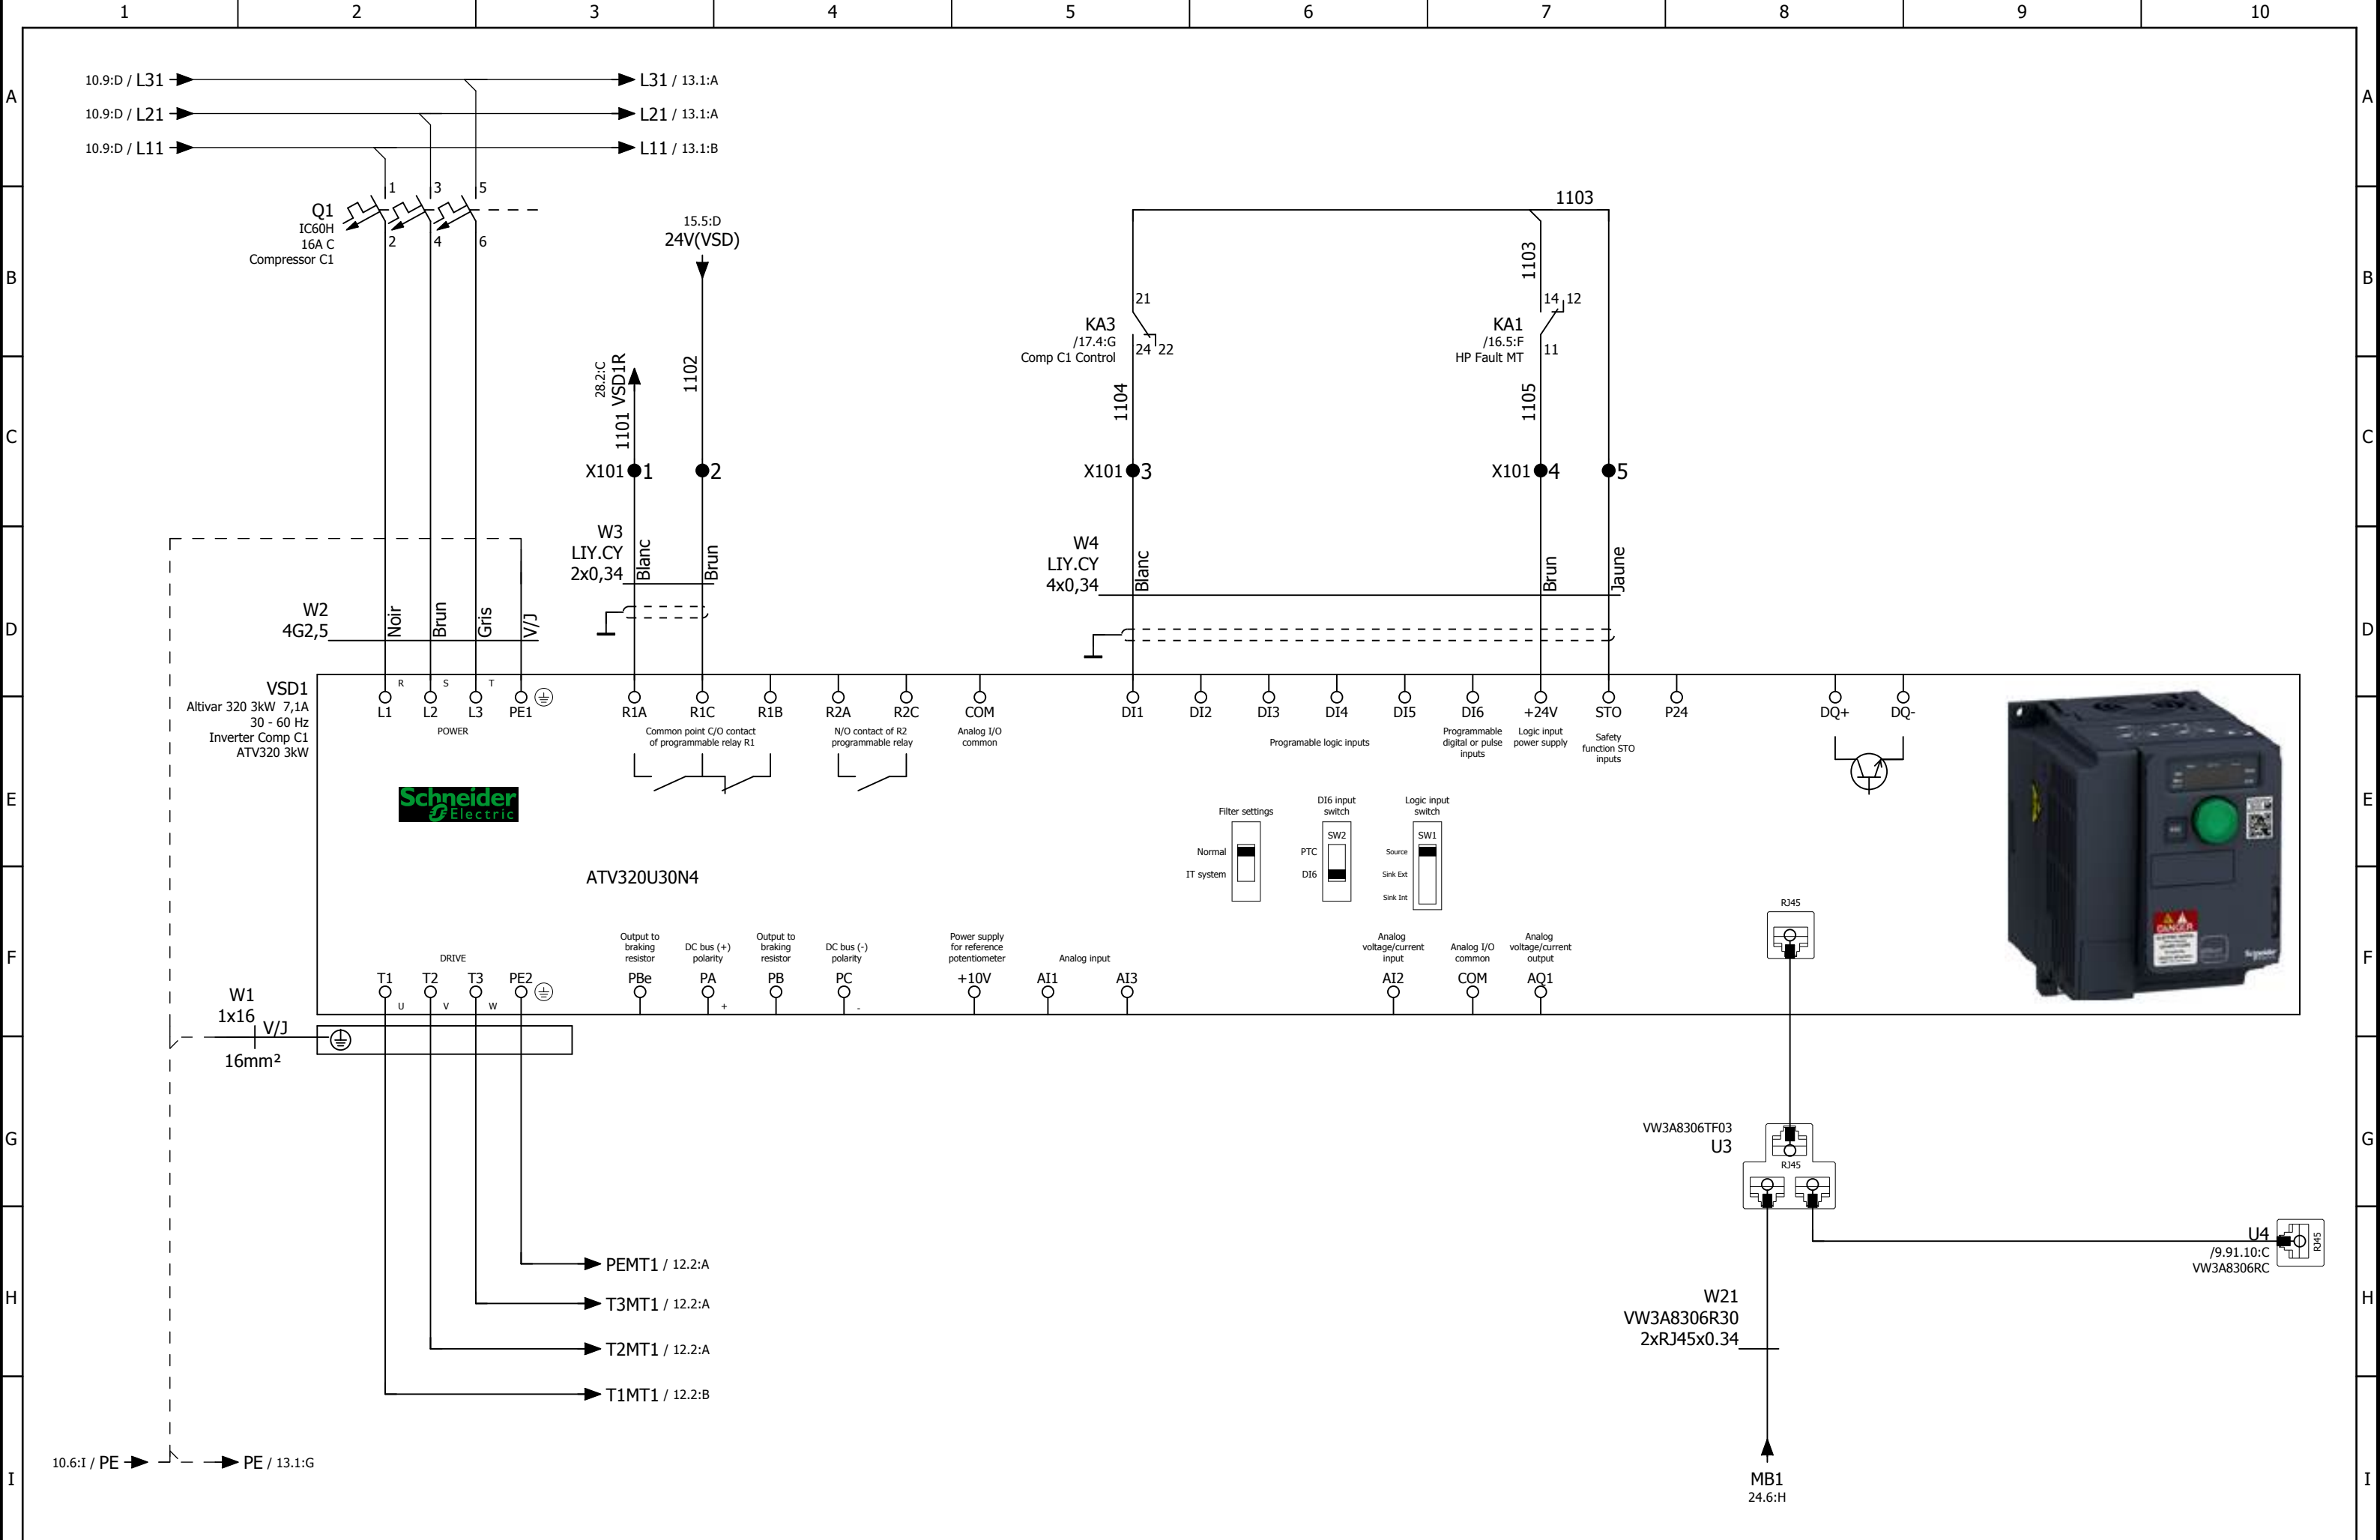 1 2 3 4 5 6 7 8 9 10
A
A
10.9:D / L31
L31 / 13.1:A
10.9:D / L21
L21 / 13.1:A
10.9:D / L11
L11 / 13.1:B
1 3 5
Q1
IC60H
16A C
Compressor C1
2 4 6
15.5:D
24V(VSD)
1103
1103
B
B
21
KA3
/17.4:G
Comp C1 Control
24 22
14 12
KA1
/16.5:F
HP Fault MT
11
28.2:C
VSD1R
1101
1102
1104
1105
C
C
X101 1
2
X101 3
X101 4
5
W3
LIY.CY
2x0,34
Blanc
Brun
W4
LIY.CY
4x0,34
Blanc
Brun
Jaune
W2
4G2,5
Noir
Brun
Gris
V/J
D
D
VSD1
Altivar 320 3kW 7,1A
30 - 60 Hz
Inverter Comp C1
ATV320 3kW
R S T
L1 L2 L3 PE1
POWER
R1A R1C R1B
Common point C/O contact
of programmable relay R1
R2A R2C
N/O contact of R2
programmable relay
COM
Analog I/O
common
DI1 DI2 DI3 DI4 DI5 DI6 +24V STO P24
Programable logic inputs
Programmable
digital or pulse
inputs
Logic input
power supply
Safety
function STO
inputs
DQ+ DQ-
E
E
Schneider
Electric
Filter settings
Normal
IT system
DI6 input
switch
SW2
PTC
DI6
Logic input
switch
SW1
Source
Sink Ext
Sink Int
ATV320U30N4
DANGER
Schneider
RJ45
F
F
DRIVE
T1 T2 T3 PE2
U V W
Output to
braking
resistor
PBe
DC bus (+)
polarity
PA
+
Output to
braking
resistor
PB
DC bus (-)
polarity
PC
-
Power supply
for reference
potentiometer
+10V
Analog input
AI1 AI3
Analog
voltage/current
input
AI2
Analog I/O
common
COM
Analog
voltage/current
output
AQ1
W1
1x16
V/J
16mm²
G
G
VW3A8306TF03
U3
RJ45
U4
/9.91.10:C
VW3A8306RC
RJ45
PEMT1 / 12.2:A
T3MT1 / 12.2:A
T2MT1 / 12.2:A
T1MT1 / 12.2:B
H
H
W21
VW3A8306R30
2xRJ45x0.34
10.6:I / PE
PE / 13.1:G
I
I
MB1
24.6:H